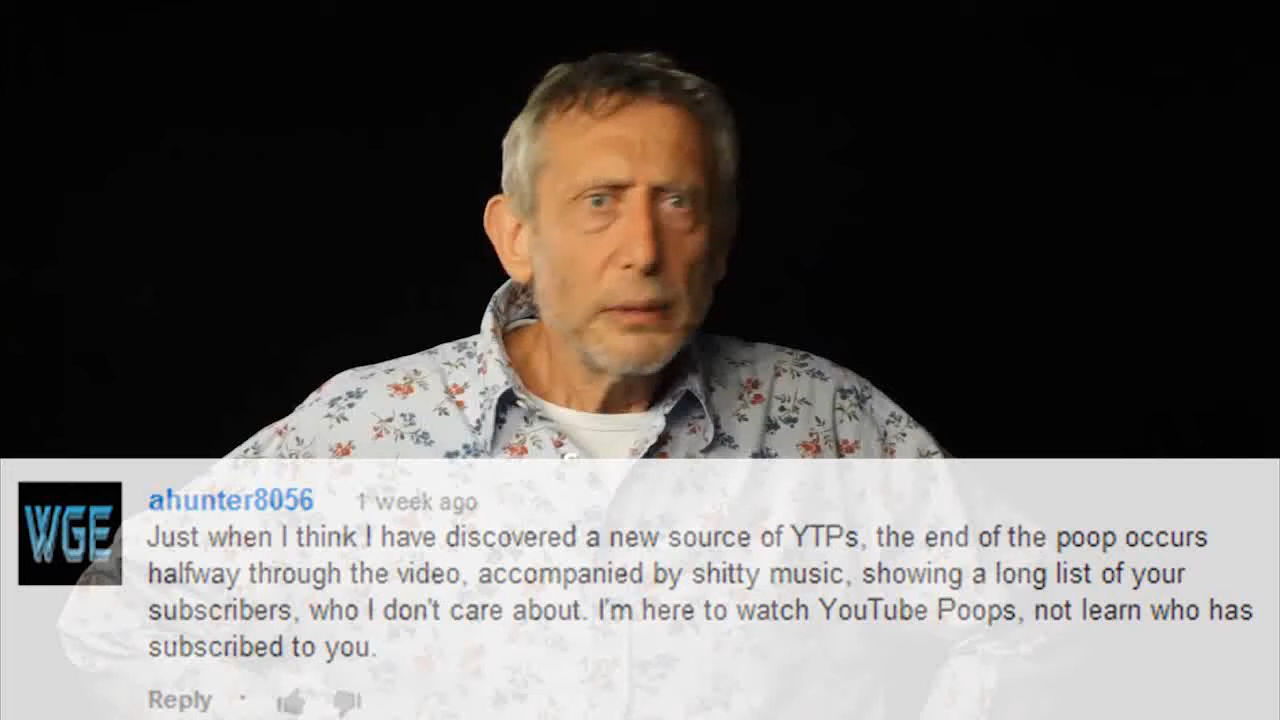 WGE
ahunter8056 1 week ago
Just when I think I have discovered a new source of YTPs, the end of the poop occurs
halfway through the video, accompanied by shitty music, showing a long list of your
subscribers, who I don't care about. I'm here to watch YouTube Poops, not learn who has
subscribed to you.
Reply ·